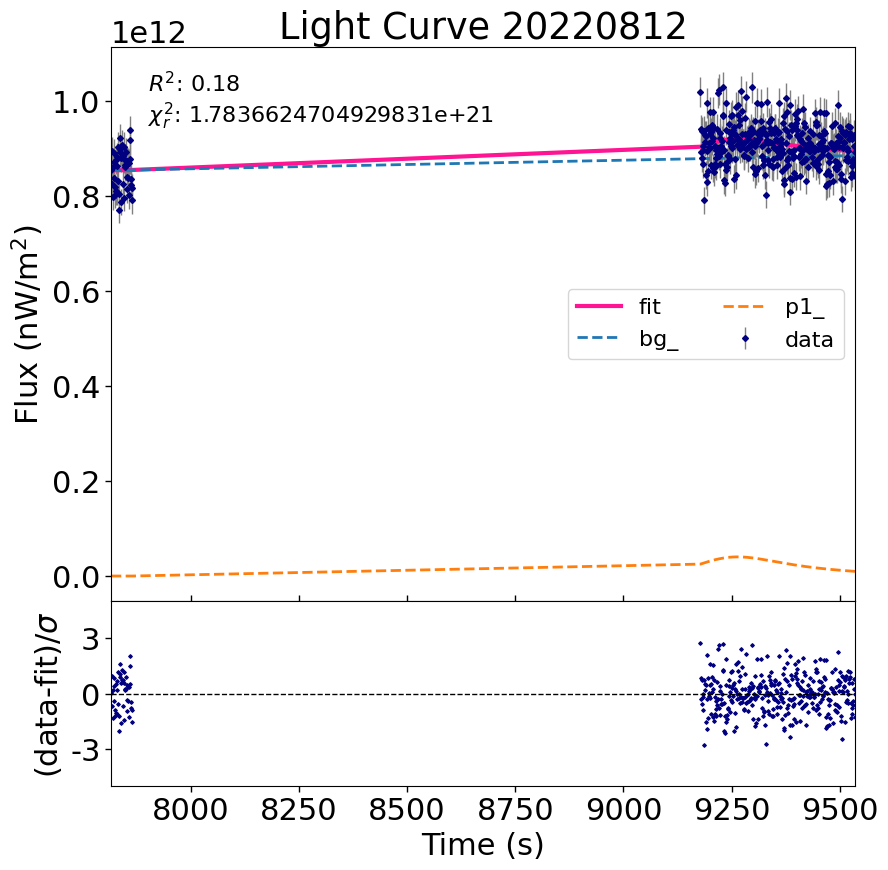 Light Curve 20220812
1e12
R²: 0.18
χ²ᵣ: 1.7836624704929831e+21
1.0
0.8
0.6
0.4
0.2
0.0
Flux (nW/m²)
fit
bg_
p1_
data
3
0
-3
(data-fit)/σ
8000 8250 8500 8750 9000 9250 9500
Time (s)